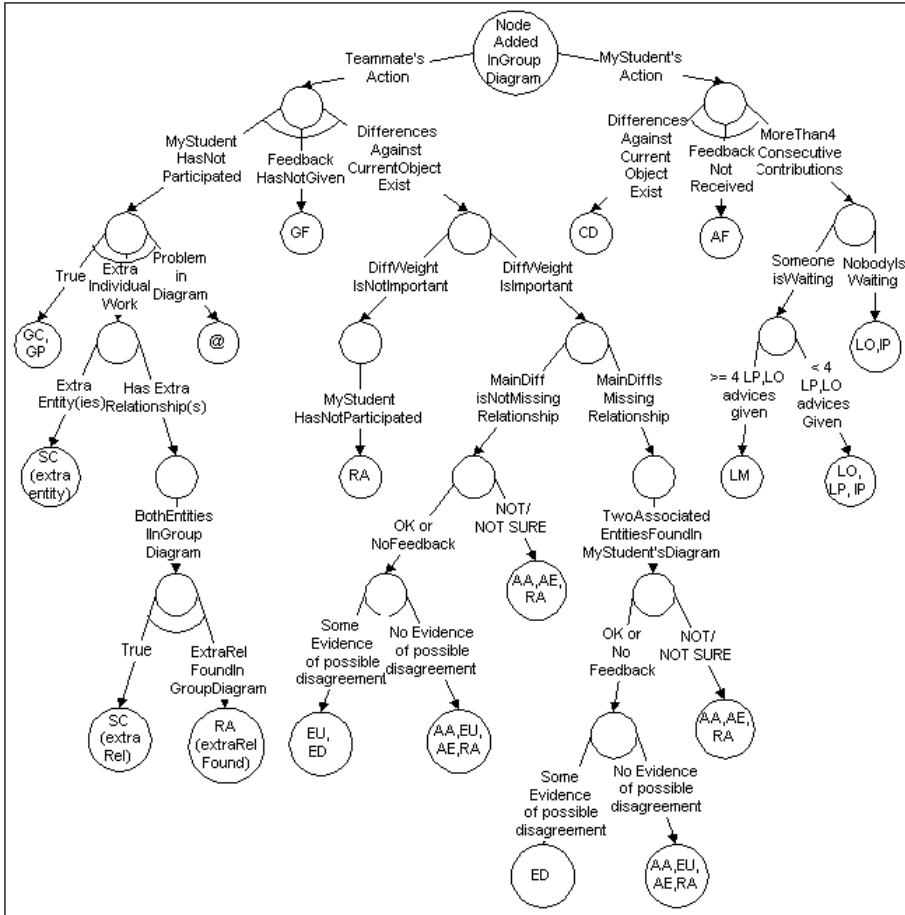 Node
Added
InGroup
Diagram
Teammate's
Action
MyStudent's
Action
MyStudent
HasNot
Participated
Feedback
HasNotGiven
Differences
Against
CurrentObject
Exist
Differences
Against
Current
Object
Exist
Feedback
Not
Received
MoreThan4
Consecutive
Contributions
GF
CD
AF
True
Extra
Individual
Work
Problem
in
Diagram
DiffWeight
IsNotImportant
DiffWeight
IsImportant
Someone
isWaiting
NobodyIs
Waiting
GC,
GP
@
LO,IP
Extra
Entity(ies)
Has Extra
Relationship(s)
MyStudent
HasNotParticipated
MainDiff
isNotMissing
Relationship
MainDiffIs
Missing
Relationship
>= 4 LP,LO
advices
given
< 4
LP,LO
advices
Given
SC
(extra
entity)
RA
LM
LO,
LP, IP
BothEntities
IInGroup
Diagram
OK or
NoFeedback
NOT/
NOT SURE
TwoAssociated
EntitiesFoundIn
MyStudent'sDiagram
AA,AE,
RA
True
ExtraRel
FoundIn
GroupDiagram
Some
Evidence
of possible
disagreement
No Evidence
of possible
disagreement
OK or
No
Feedback
NOT/
NOT SURE
SC
(extra
Rel)
RA
(extraRel
Found)
EU,
ED
AA,EU,
AE,RA
AA,AE,
RA
Some
Evidence
of possible
disagreement
No Evidence
of possible
disagreement
ED
AA,EU,
AE,RA